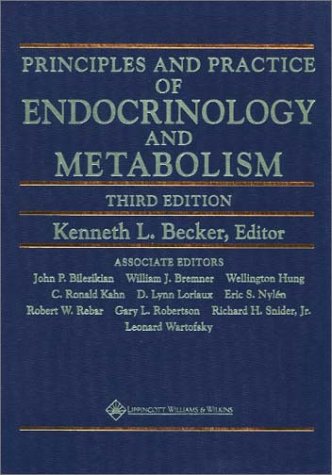 PRINCIPLES AND PRACTICE
OF
ENDOCRINOLOGY
AND
METABOLISM
THIRD EDITION
Kenneth L. Becker, Editor
ASSOCIATE EDITORS
John P. Bilezikian William J. Bremner Wellington Hung
C. Ronald Kahn D. Lynn Loriaux Eric S. Nylén
Robert W. Rebar Gary L. Robertson Richard H. Snider, Jr.
Leonard Wartofsky
LIPPINCOTT WILLIAMS & WILKINS